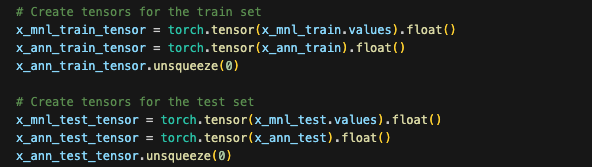 # Create tensors for the train set
x_mnl_train_tensor = torch.tensor(x_mnl_train.values).float()
x_ann_train_tensor = torch.tensor(x_ann_train).float()
x_ann_train_tensor.unsqueeze(0)
# Create tensors for the test set
x_mnl_test_tensor = torch.tensor(x_mnl_test.values).float()
x_ann_test_tensor = torch.tensor(x_ann_test).float()
x_ann_test_tensor.unsqueeze(0)